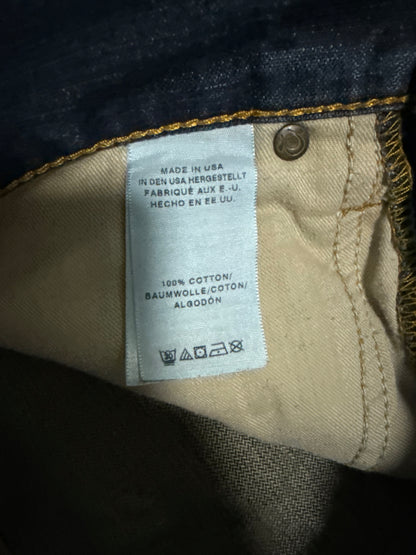 MADE IN USA
IN DEN USA HERGESTELLT
FABRIQUÉ AUX E.-U.
HECHO EN EE.UU.
100% COTTON/
BAUMWOLLE/COTON/
ALGODÓN